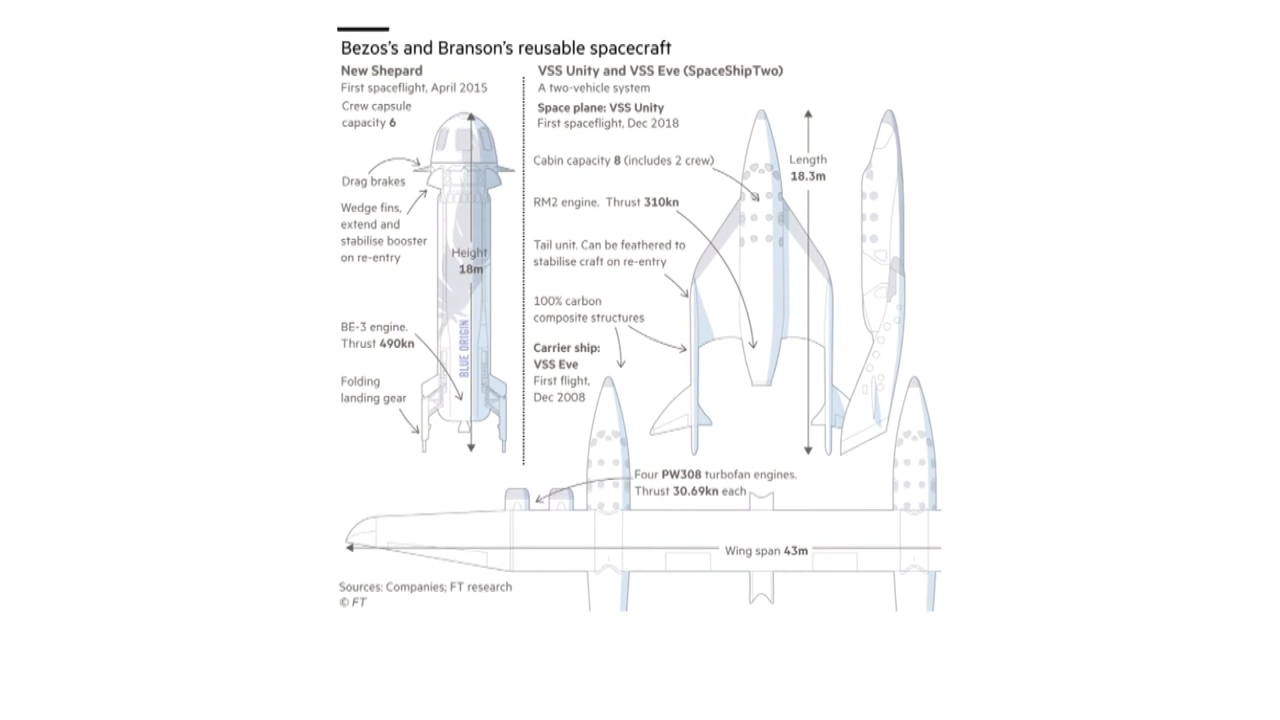 Bezos's and Branson's reusable spacecraft
New Shepard
First spaceflight, April 2015
Crew capsule
capacity 6
Drag brakes
Wedge fins,
extend and
stabilise booster
on re-entry
Height
18m
BE-3 engine.
Thrust 490kn
BLUE ORIGIN
Folding
landing gear
VSS Unity and VSS Eve (SpaceShipTwo)
A two-vehicle system
Space plane: VSS Unity
First spaceflight, Dec 2018
Cabin capacity 8 (includes 2 crew)
Length
18.3m
RM2 engine. Thrust 310kn
Tail unit. Can be feathered to
stabilise craft on re-entry
100% carbon
composite structures
Carrier ship:
VSS Eve
First flight,
Dec 2008
Four PW308 turbofan engines.
Thrust 30.69kn each
Wing span 43m
Sources: Companies; FT research
© FT